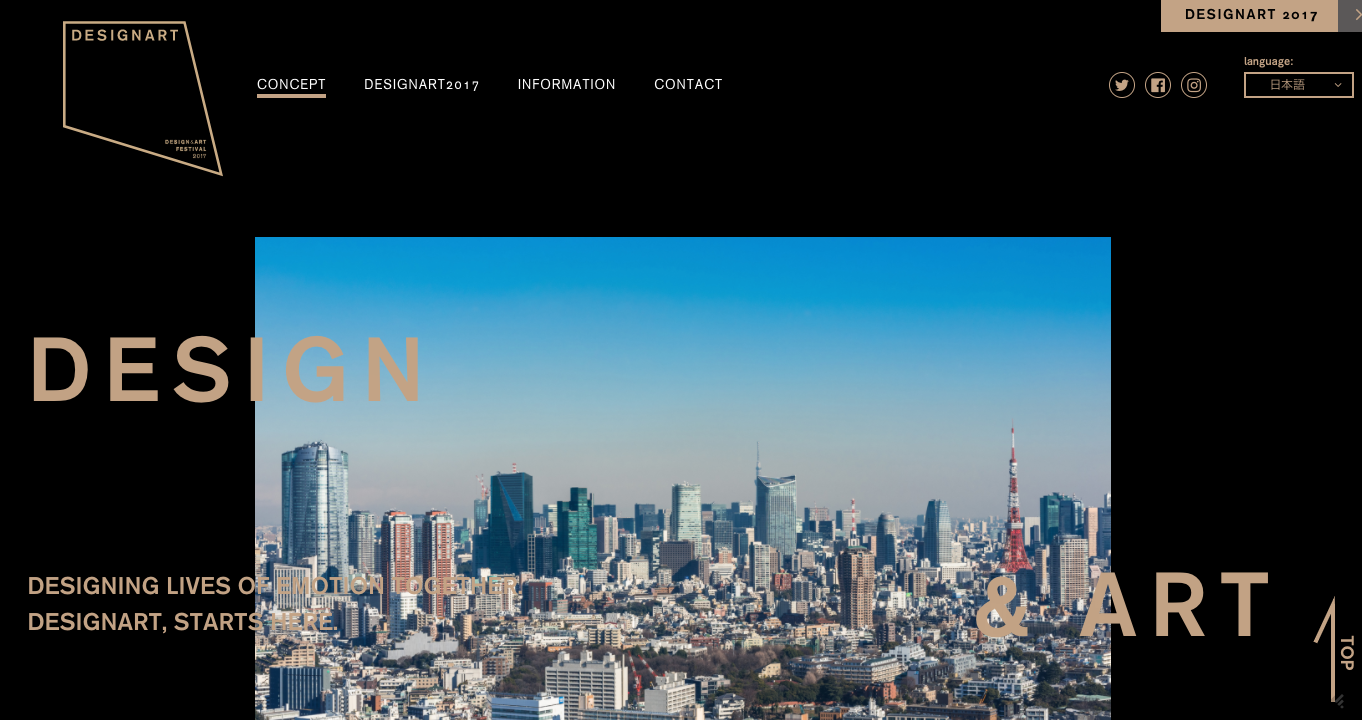 DESIGNART 2017
DESIGNART
language:
CONCEPT DESIGNART2017 INFORMATION CONTACT
日本語
DESIGN&ART
FESTIVAL
2017
DESIGN
DESIGNING LIVES OF EMOTION TOGETHER
DESIGNART, STARTS HERE.
& ART
TOP